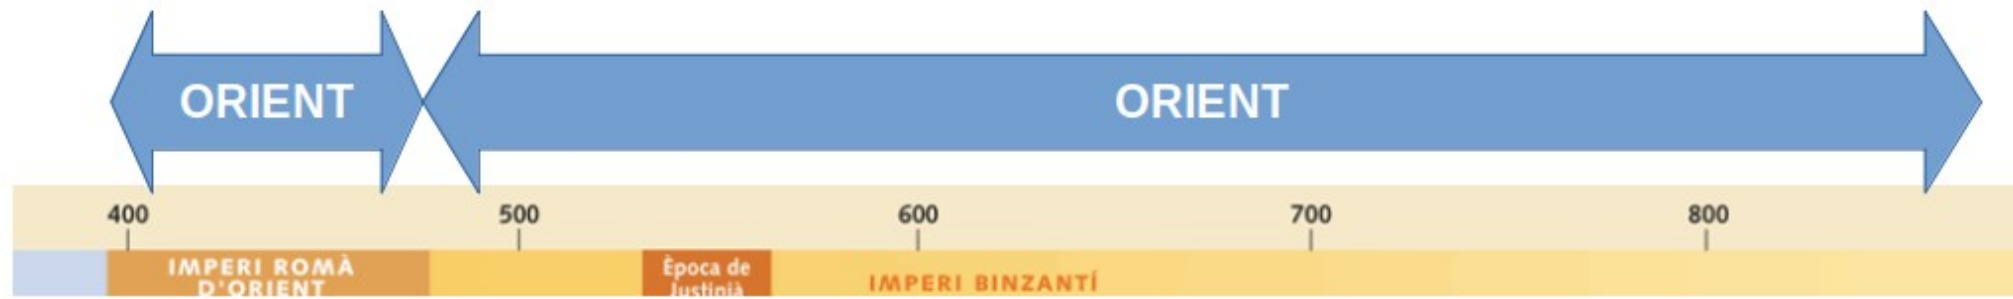 ORIENT
ORIENT
400
500
600
700
800
IMPERI ROMÀ
D'ORIENT
Època de
Justinià
IMPERI BINZANTÍ